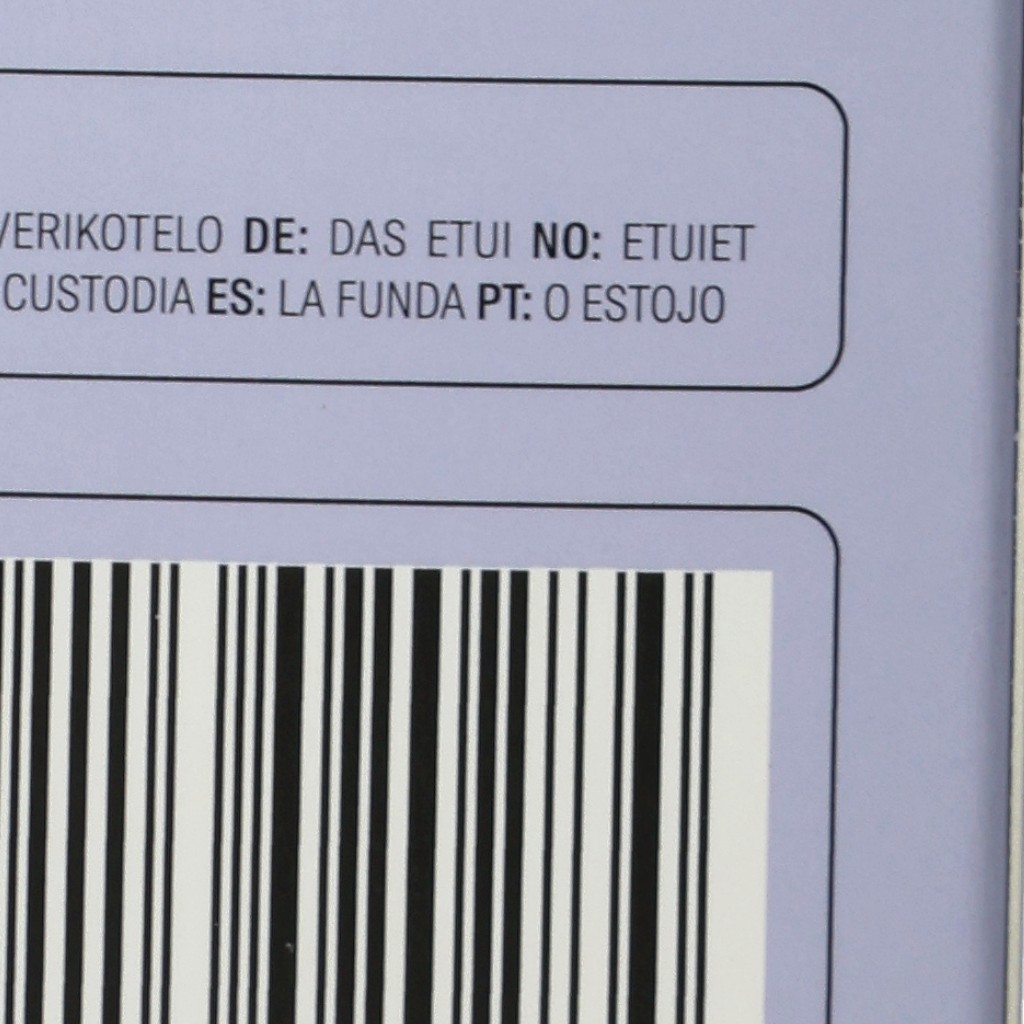 VERIKOTELO DE: DAS ETUI NO: ETUIET
CUSTODIA ES: LA FUNDA PT: O ESTOJO